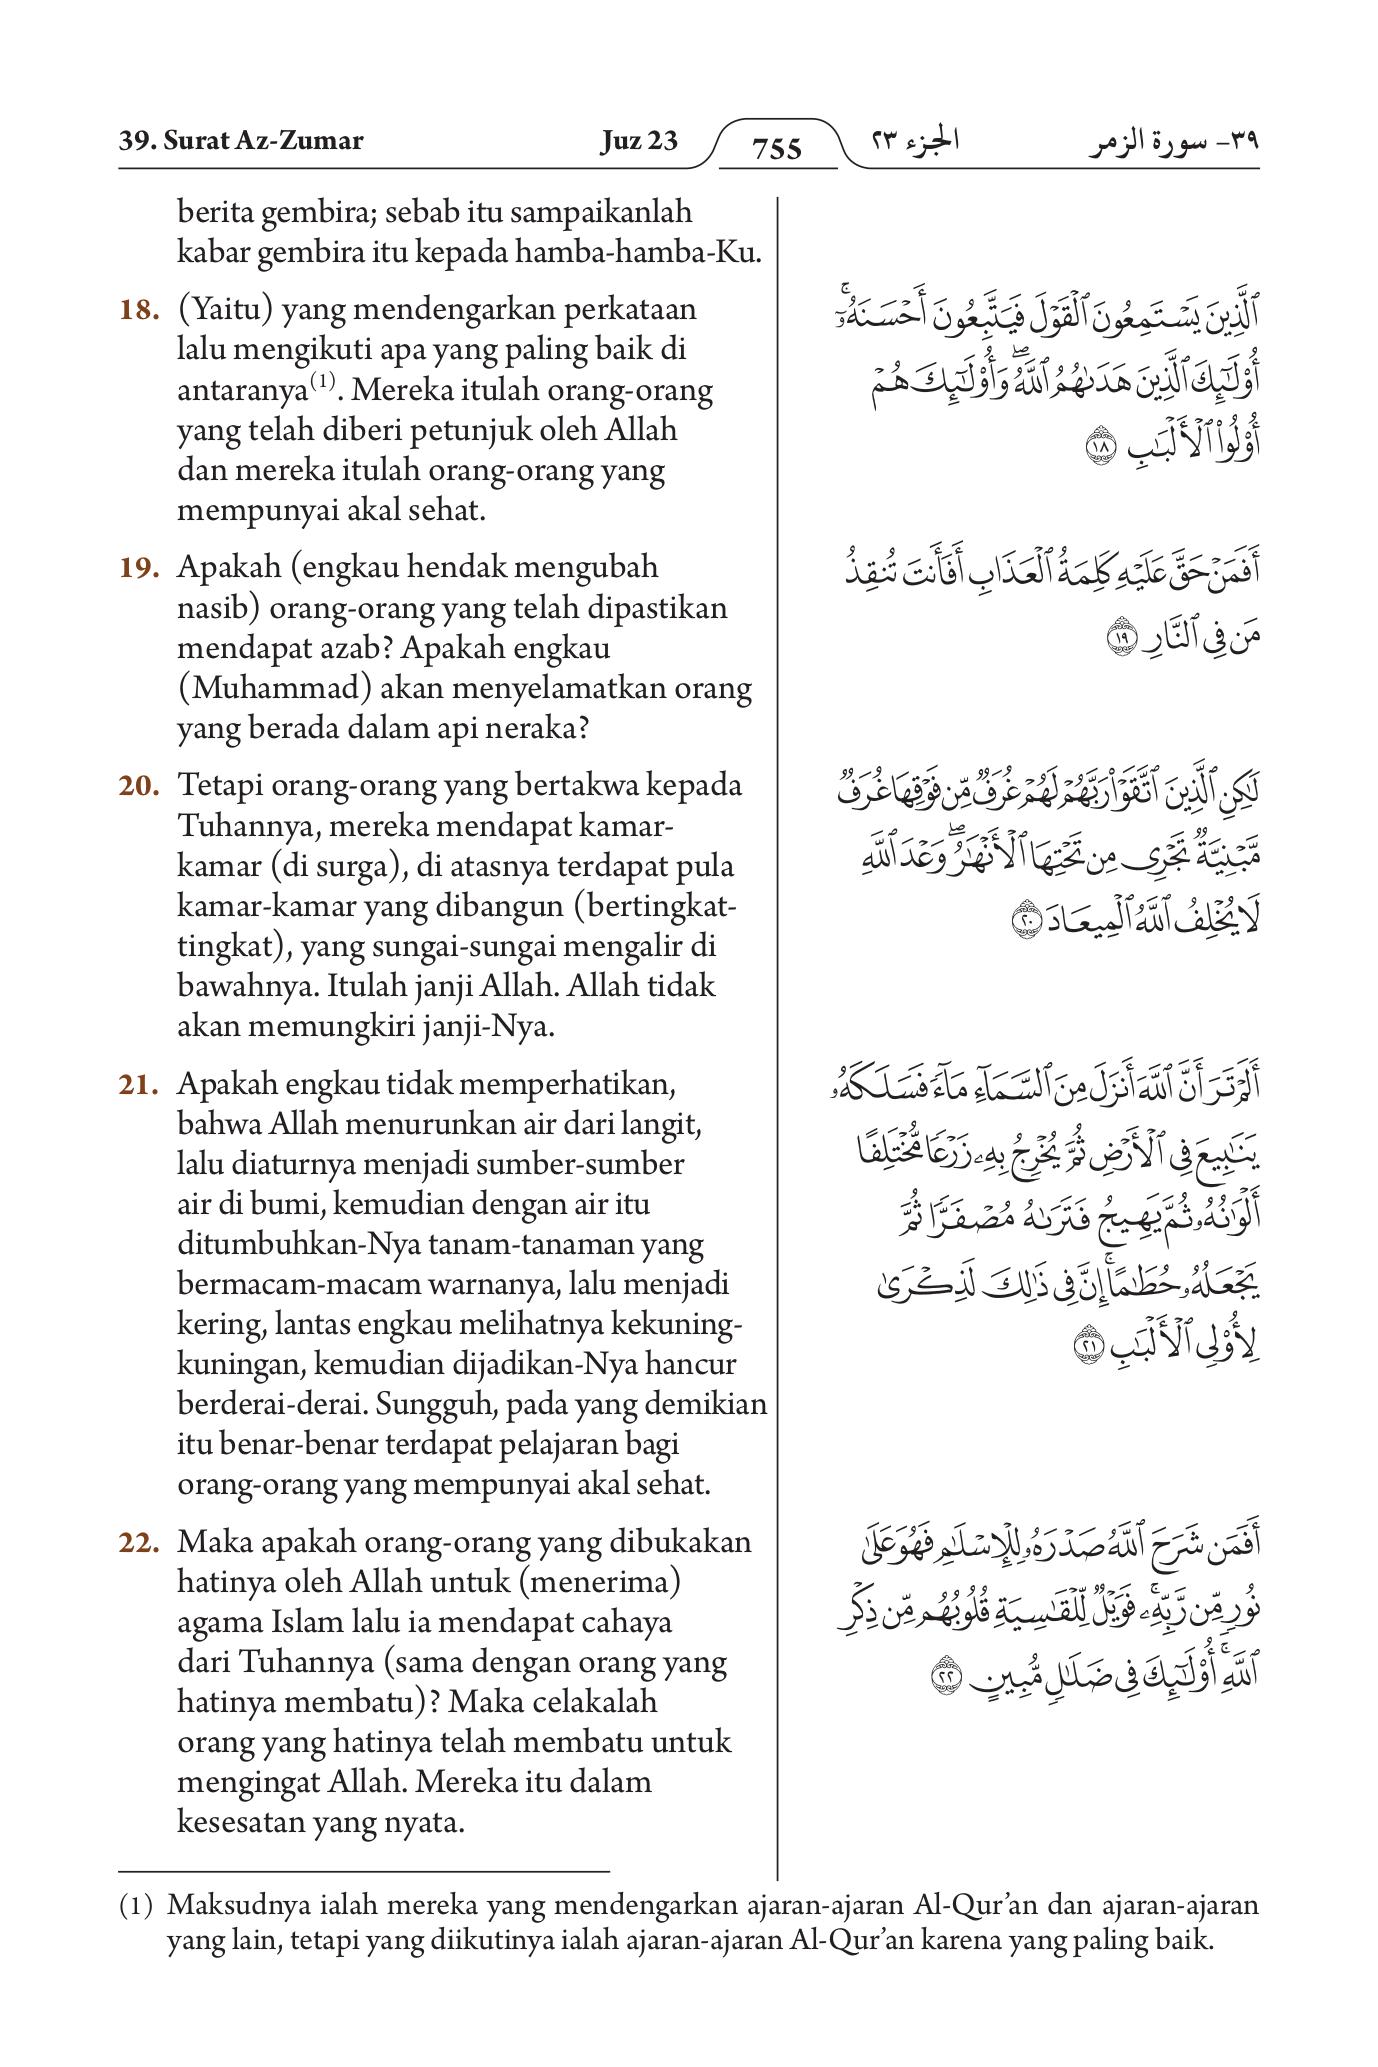 39. Surat Az-Zumar
Juz 23
755
الجزء ٢٣
٣٩- سورة الزمر
berita gembira; sebab itu sampaikanlah
kabar gembira itu kepada hamba-hamba-Ku.
18. (Yaitu) yang mendengarkan perkataan
lalu mengikuti apa yang paling baik di
antaranya(1). Mereka itulah orang-orang
yang telah diberi petunjuk oleh Allah
dan mereka itulah orang-orang yang
mempunyai akal sehat.
19. Apakah (engkau hendak mengubah
nasib) orang-orang yang telah dipastikan
mendapat azab? Apakah engkau
(Muhammad) akan menyelamatkan orang
yang berada dalam api neraka?
20. Tetapi orang-orang yang bertakwa kepada
Tuhannya, mereka mendapat kamar-
kamar (di surga), di atasnya terdapat pula
kamar-kamar yang dibangun (bertingkat-
tingkat), yang sungai-sungai mengalir di
bawahnya. Itulah janji Allah. Allah tidak
akan memungkiri janji-Nya.
21. Apakah engkau tidak memperhatikan,
bahwa Allah menurunkan air dari langit,
lalu diaturnya menjadi sumber-sumber
air di bumi, kemudian dengan air itu
ditumbuhkan-Nya tanam-tanaman yang
bermacam-macam warnanya, lalu menjadi
kering, lantas engkau melihatnya kekuning-
kuningan, kemudian dijadikan-Nya hancur
berderai-derai. Sungguh, pada yang demikian
itu benar-benar terdapat pelajaran bagi
orang-orang yang mempunyai akal sehat.
22. Maka apakah orang-orang yang dibukakan
hatinya oleh Allah untuk (menerima)
agama Islam lalu ia mendapat cahaya
dari Tuhannya (sama dengan orang yang
hatinya membatu)? Maka celakalah
orang yang hatinya telah membatu untuk
mengingat Allah. Mereka itu dalam
kesesatan yang nyata.
ٱلَّذِينَ يَسْتَمِعُونَ ٱلْقَوْلَ فَيَتَّبِعُونَ أَحْسَنَهُۥٓ ۚ
أُو۟لَـٰٓئِكَ ٱلَّذِينَ هَدَىٰهُمُ ٱللَّهُ ۖ وَأُو۟لَـٰٓئِكَ هُمْ
أُو۟لُوا۟ ٱلْأَلْبَـٰبِ ١٨
أَفَمَنْ حَقَّ عَلَيْهِ كَلِمَةُ ٱلْعَذَابِ أَفَأَنتَ تُنقِذُ
مَن فِى ٱلنَّارِ ١٩
لَـٰكِنِ ٱلَّذِينَ ٱتَّقَوْا۟ رَبَّهُمْ لَهُمْ غُرَفٌ مِّن فَوْقِهَا غُرَفٌ
مَّبْنِيَّةٌ تَجْرِى مِن تَحْتِهَا ٱلْأَنْهَـٰرُ ۖ وَعْدَ ٱللَّهِ
لَا يُخْلِفُ ٱللَّهُ ٱلْمِيعَادَ ٢٠
أَلَمْ تَرَ أَنَّ ٱللَّهَ أَنزَلَ مِنَ ٱلسَّمَآءِ مَآءً فَسَلَكَهُۥ
يَنَـٰبِيعَ فِى ٱلْأَرْضِ ثُمَّ يُخْرِجُ بِهِۦ زَرْعًا مُّخْتَلِفًا
أَلْوَٰنُهُۥ ثُمَّ يَهِيجُ فَتَرَىٰهُ مُصْفَرًّا ثُمَّ
يَجْعَلُهُۥ حُطَـٰمًا ۚ إِنَّ فِى ذَٰلِكَ لَذِكْرَىٰ
لِأُو۟لِى ٱلْأَلْبَـٰبِ ٢١
أَفَمَن شَرَحَ ٱللَّهُ صَدْرَهُۥ لِلْإِسْلَـٰمِ فَهُوَ عَلَىٰ
نُورٍ مِّن رَّبِّهِۦ ۚ فَوَيْلٌ لِّلْقَـٰسِيَةِ قُلُوبُهُم مِّن ذِكْرِ
ٱللَّهِ ۚ أُو۟لَـٰٓئِكَ فِى ضَلَـٰلٍ مُّبِينٍ ٢٢
(1) Maksudnya ialah mereka yang mendengarkan ajaran-ajaran Al-Qur’an dan ajaran-ajaran
yang lain, tetapi yang diikutinya ialah ajaran-ajaran Al-Qur’an karena yang paling baik.